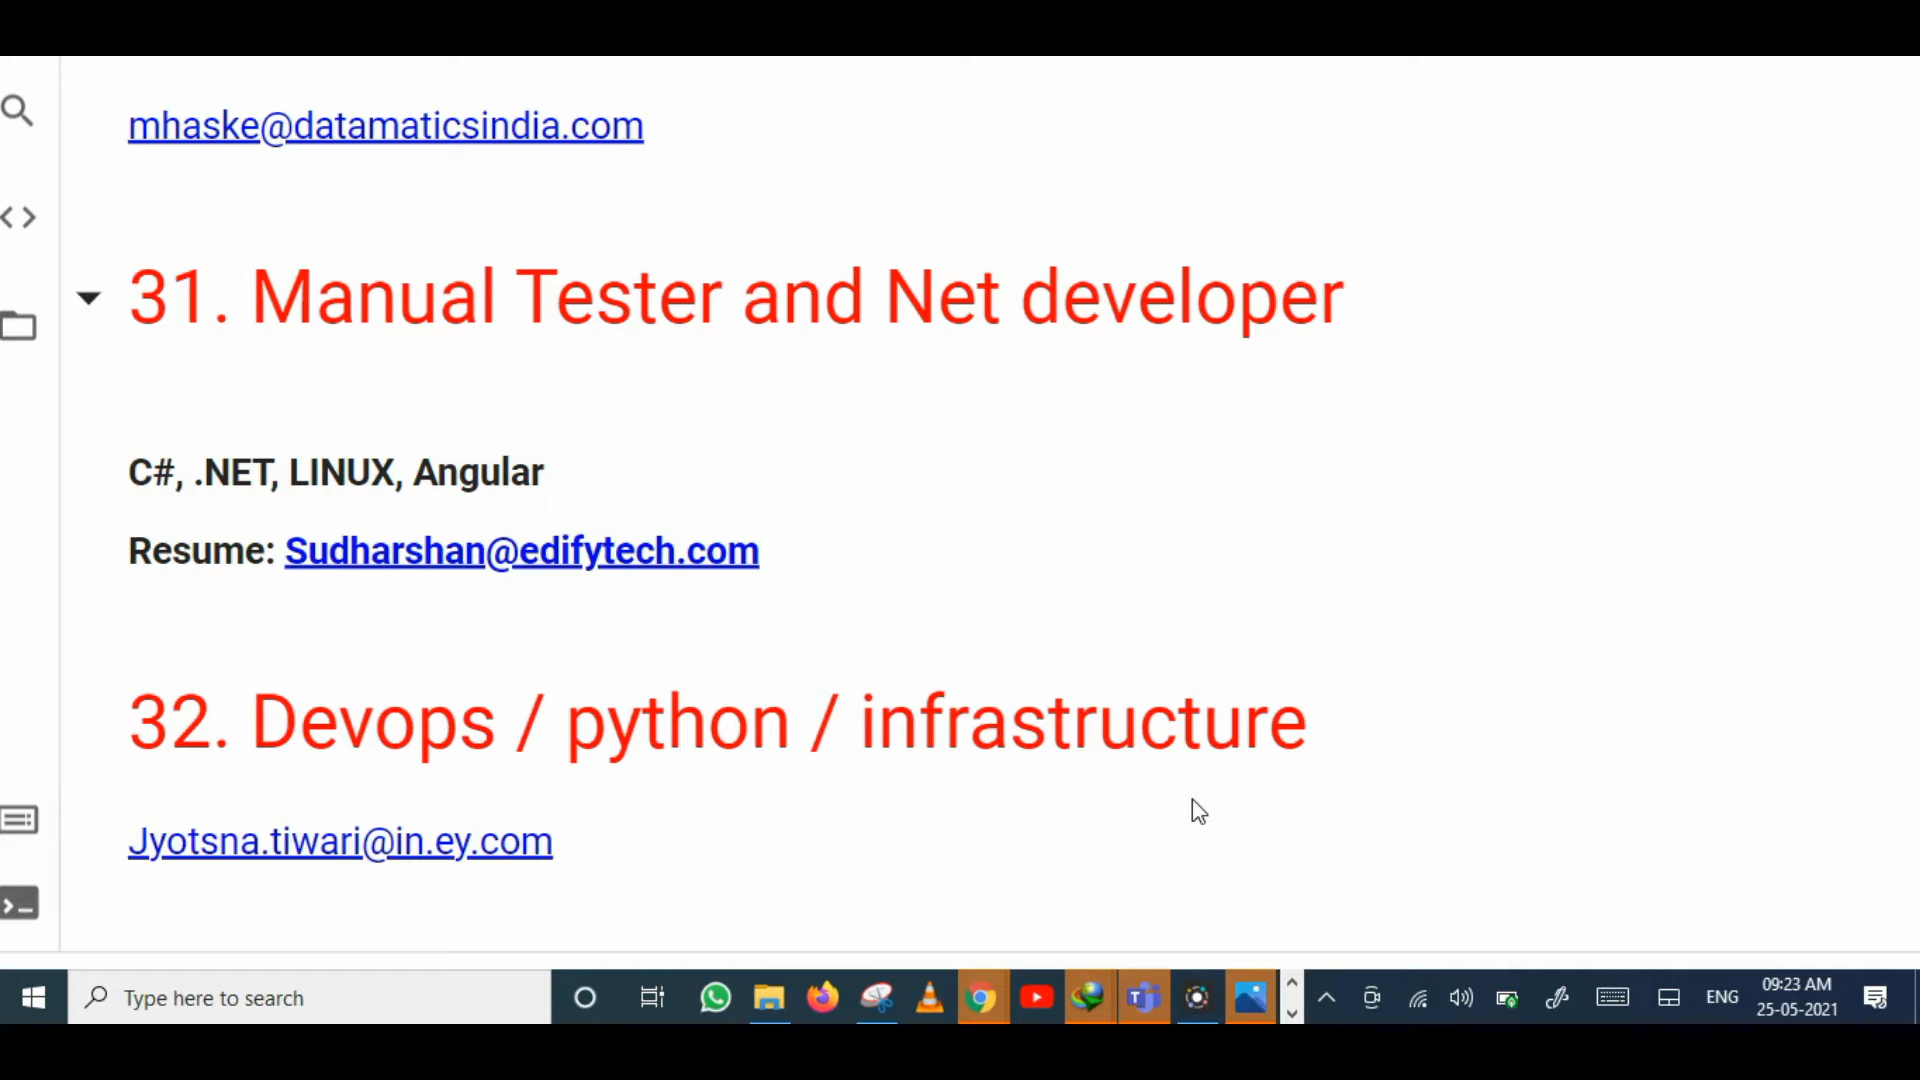 mhaske@datamaticsindia.com
31. Manual Tester and Net developer
C#, .NET, LINUX, Angular
Resume: Sudharshan@edifytech.com
32. Devops / python / infrastructure
Jyotsna.tiwari@in.ey.com
Type here to search
ENG
09:23 AM
25-05-2021